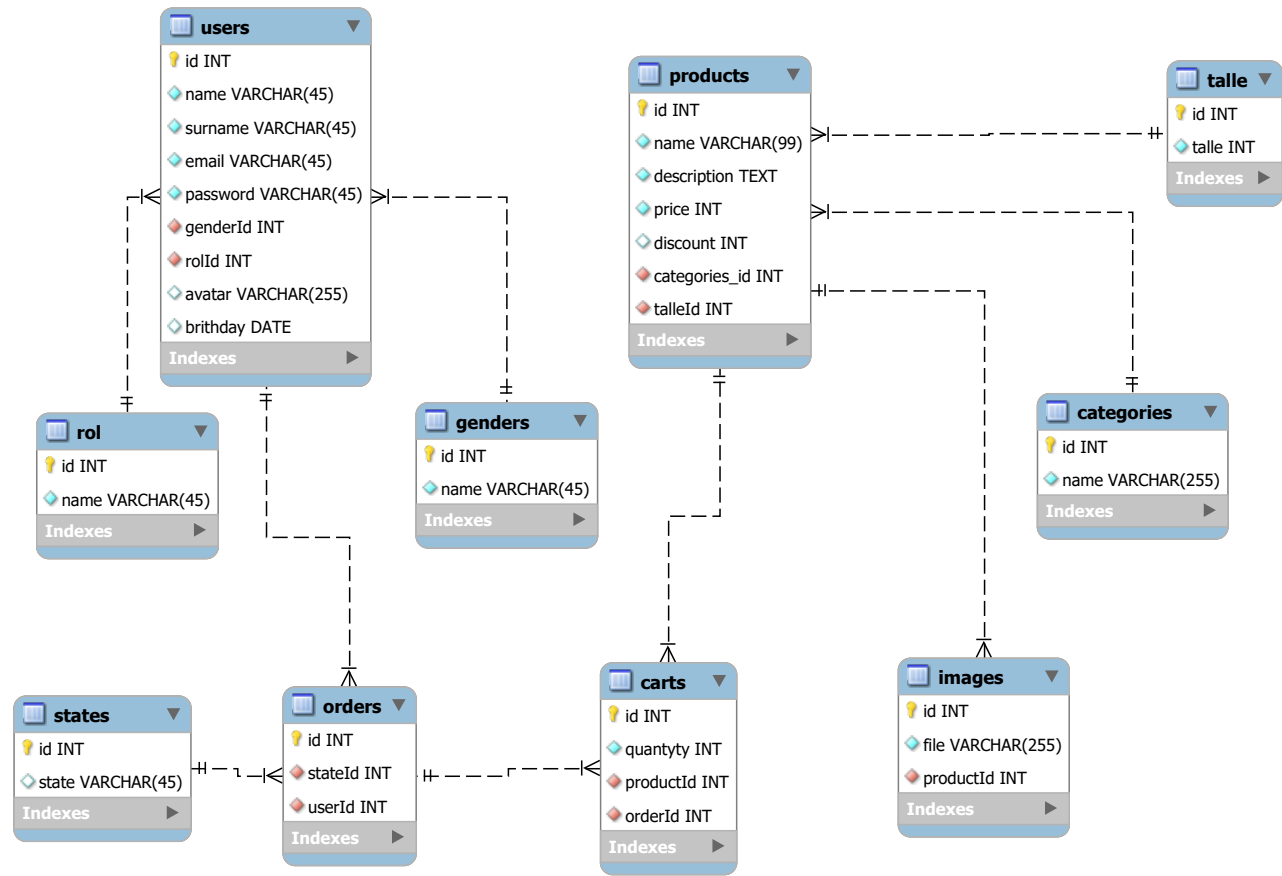 users
id INT
name VARCHAR(45)
surname VARCHAR(45)
email VARCHAR(45)
password VARCHAR(45)
genderId INT
rolId INT
avatar VARCHAR(255)
brithday DATE
Indexes
products
id INT
name VARCHAR(99)
description TEXT
price INT
discount INT
categories_id INT
talleId INT
Indexes
talle
id INT
talle INT
Indexes
rol
id INT
name VARCHAR(45)
Indexes
genders
id INT
name VARCHAR(45)
Indexes
categories
id INT
name VARCHAR(255)
Indexes
states
id INT
state VARCHAR(45)
Indexes
orders
id INT
stateId INT
userId INT
Indexes
carts
id INT
quantyty INT
productId INT
orderId INT
Indexes
images
id INT
file VARCHAR(255)
productId INT
Indexes